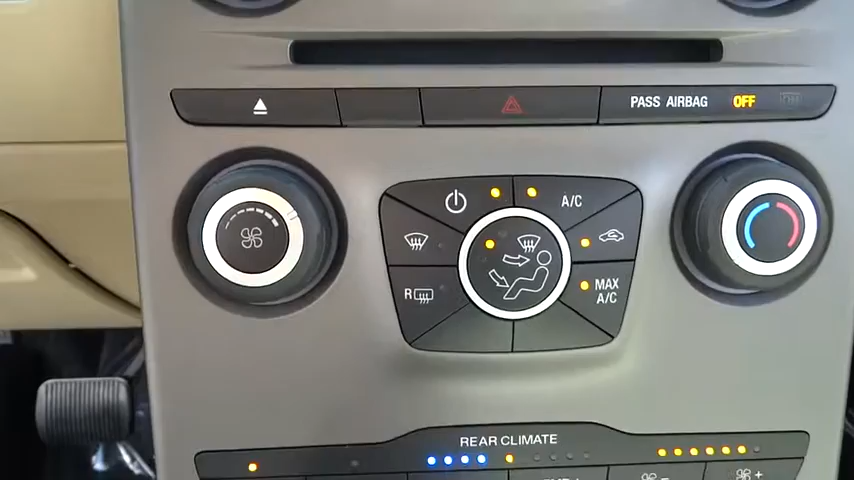 PASS AIRBAG OFF
A/C
R
MAX
A/C
REAR CLIMATE